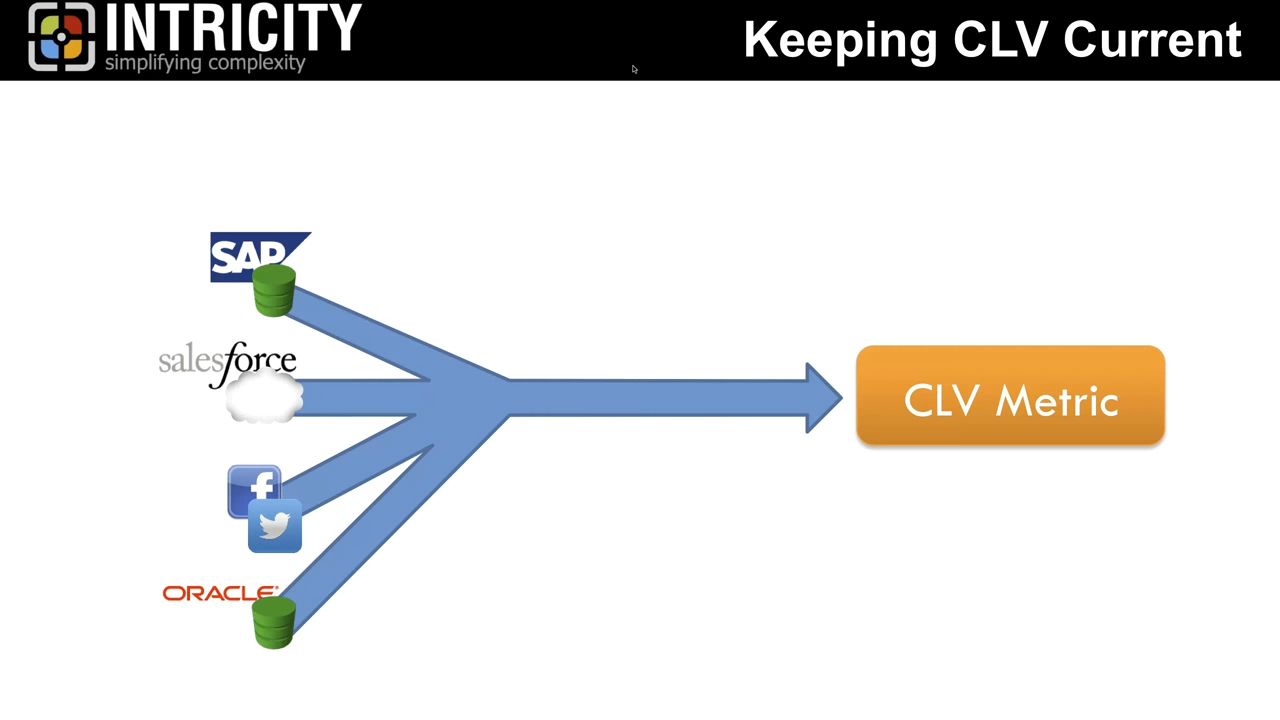 INTRICITY
simplifying complexity
Keeping CLV Current
SAP
salesforce
f
ORACLE
CLV Metric